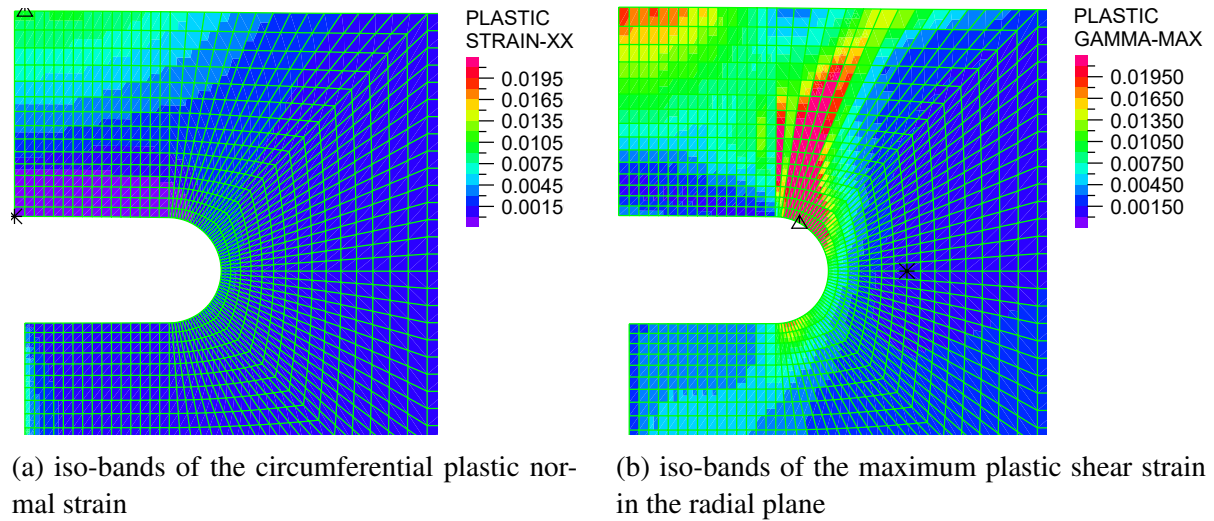 PLASTIC
STRAIN-XX
0.0195
0.0165
0.0135
0.0105
0.0075
0.0045
0.0015
PLASTIC
GAMMA-MAX
0.01950
0.01650
0.01350
0.01050
0.00750
0.00450
0.00150
(a) iso-bands of the circumferential plastic nor-
mal strain
(b) iso-bands of the maximum plastic shear strain
in the radial plane